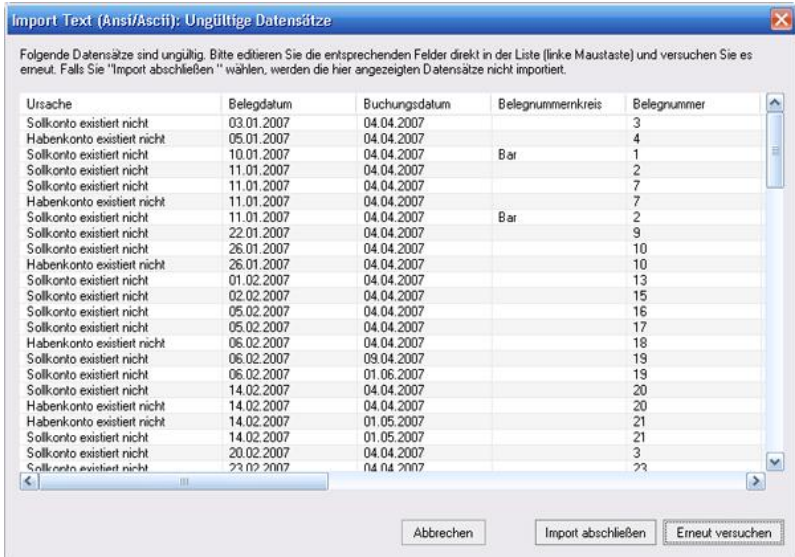 Import Text (Ansi/Ascii): Ungültige Datensätze
Folgende Datensätze sind ungültig. Bitte editieren Sie die entsprechenden Felder direkt in der Liste (linke Maustaste) und versuchen Sie es
erneut. Falls Sie "Import abschließen " wählen, werden die hier angezeigten Datensätze nicht importiert.
Ursache Belegdatum Buchungsdatum Belegnummernkreis Belegnummer
Sollkonto existiert nicht 03.01.2007 04.04.2007 3
Habenkonto existiert nicht 05.01.2007 04.04.2007 4
Sollkonto existiert nicht 10.01.2007 04.04.2007 Bar 1
Sollkonto existiert nicht 11.01.2007 04.04.2007 2
Sollkonto existiert nicht 11.01.2007 04.04.2007 7
Habenkonto existiert nicht 11.01.2007 04.04.2007 7
Sollkonto existiert nicht 11.01.2007 04.04.2007 Bar 2
Sollkonto existiert nicht 22.01.2007 04.04.2007 9
Sollkonto existiert nicht 26.01.2007 04.04.2007 10
Habenkonto existiert nicht 26.01.2007 04.04.2007 10
Sollkonto existiert nicht 01.02.2007 04.04.2007 13
Sollkonto existiert nicht 02.02.2007 04.04.2007 15
Sollkonto existiert nicht 05.02.2007 04.04.2007 16
Sollkonto existiert nicht 05.02.2007 04.04.2007 17
Habenkonto existiert nicht 06.02.2007 04.04.2007 18
Sollkonto existiert nicht 06.02.2007 09.04.2007 19
Sollkonto existiert nicht 06.02.2007 01.06.2007 19
Sollkonto existiert nicht 14.02.2007 04.04.2007 20
Habenkonto existiert nicht 14.02.2007 04.04.2007 20
Habenkonto existiert nicht 14.02.2007 01.05.2007 21
Sollkonto existiert nicht 14.02.2007 01.05.2007 21
Sollkonto existiert nicht 20.02.2007 04.04.2007 3
Sollkonto existiert nicht 23.02.2007 04.04.2007 23
Abbrechen Import abschließen Erneut versuchen